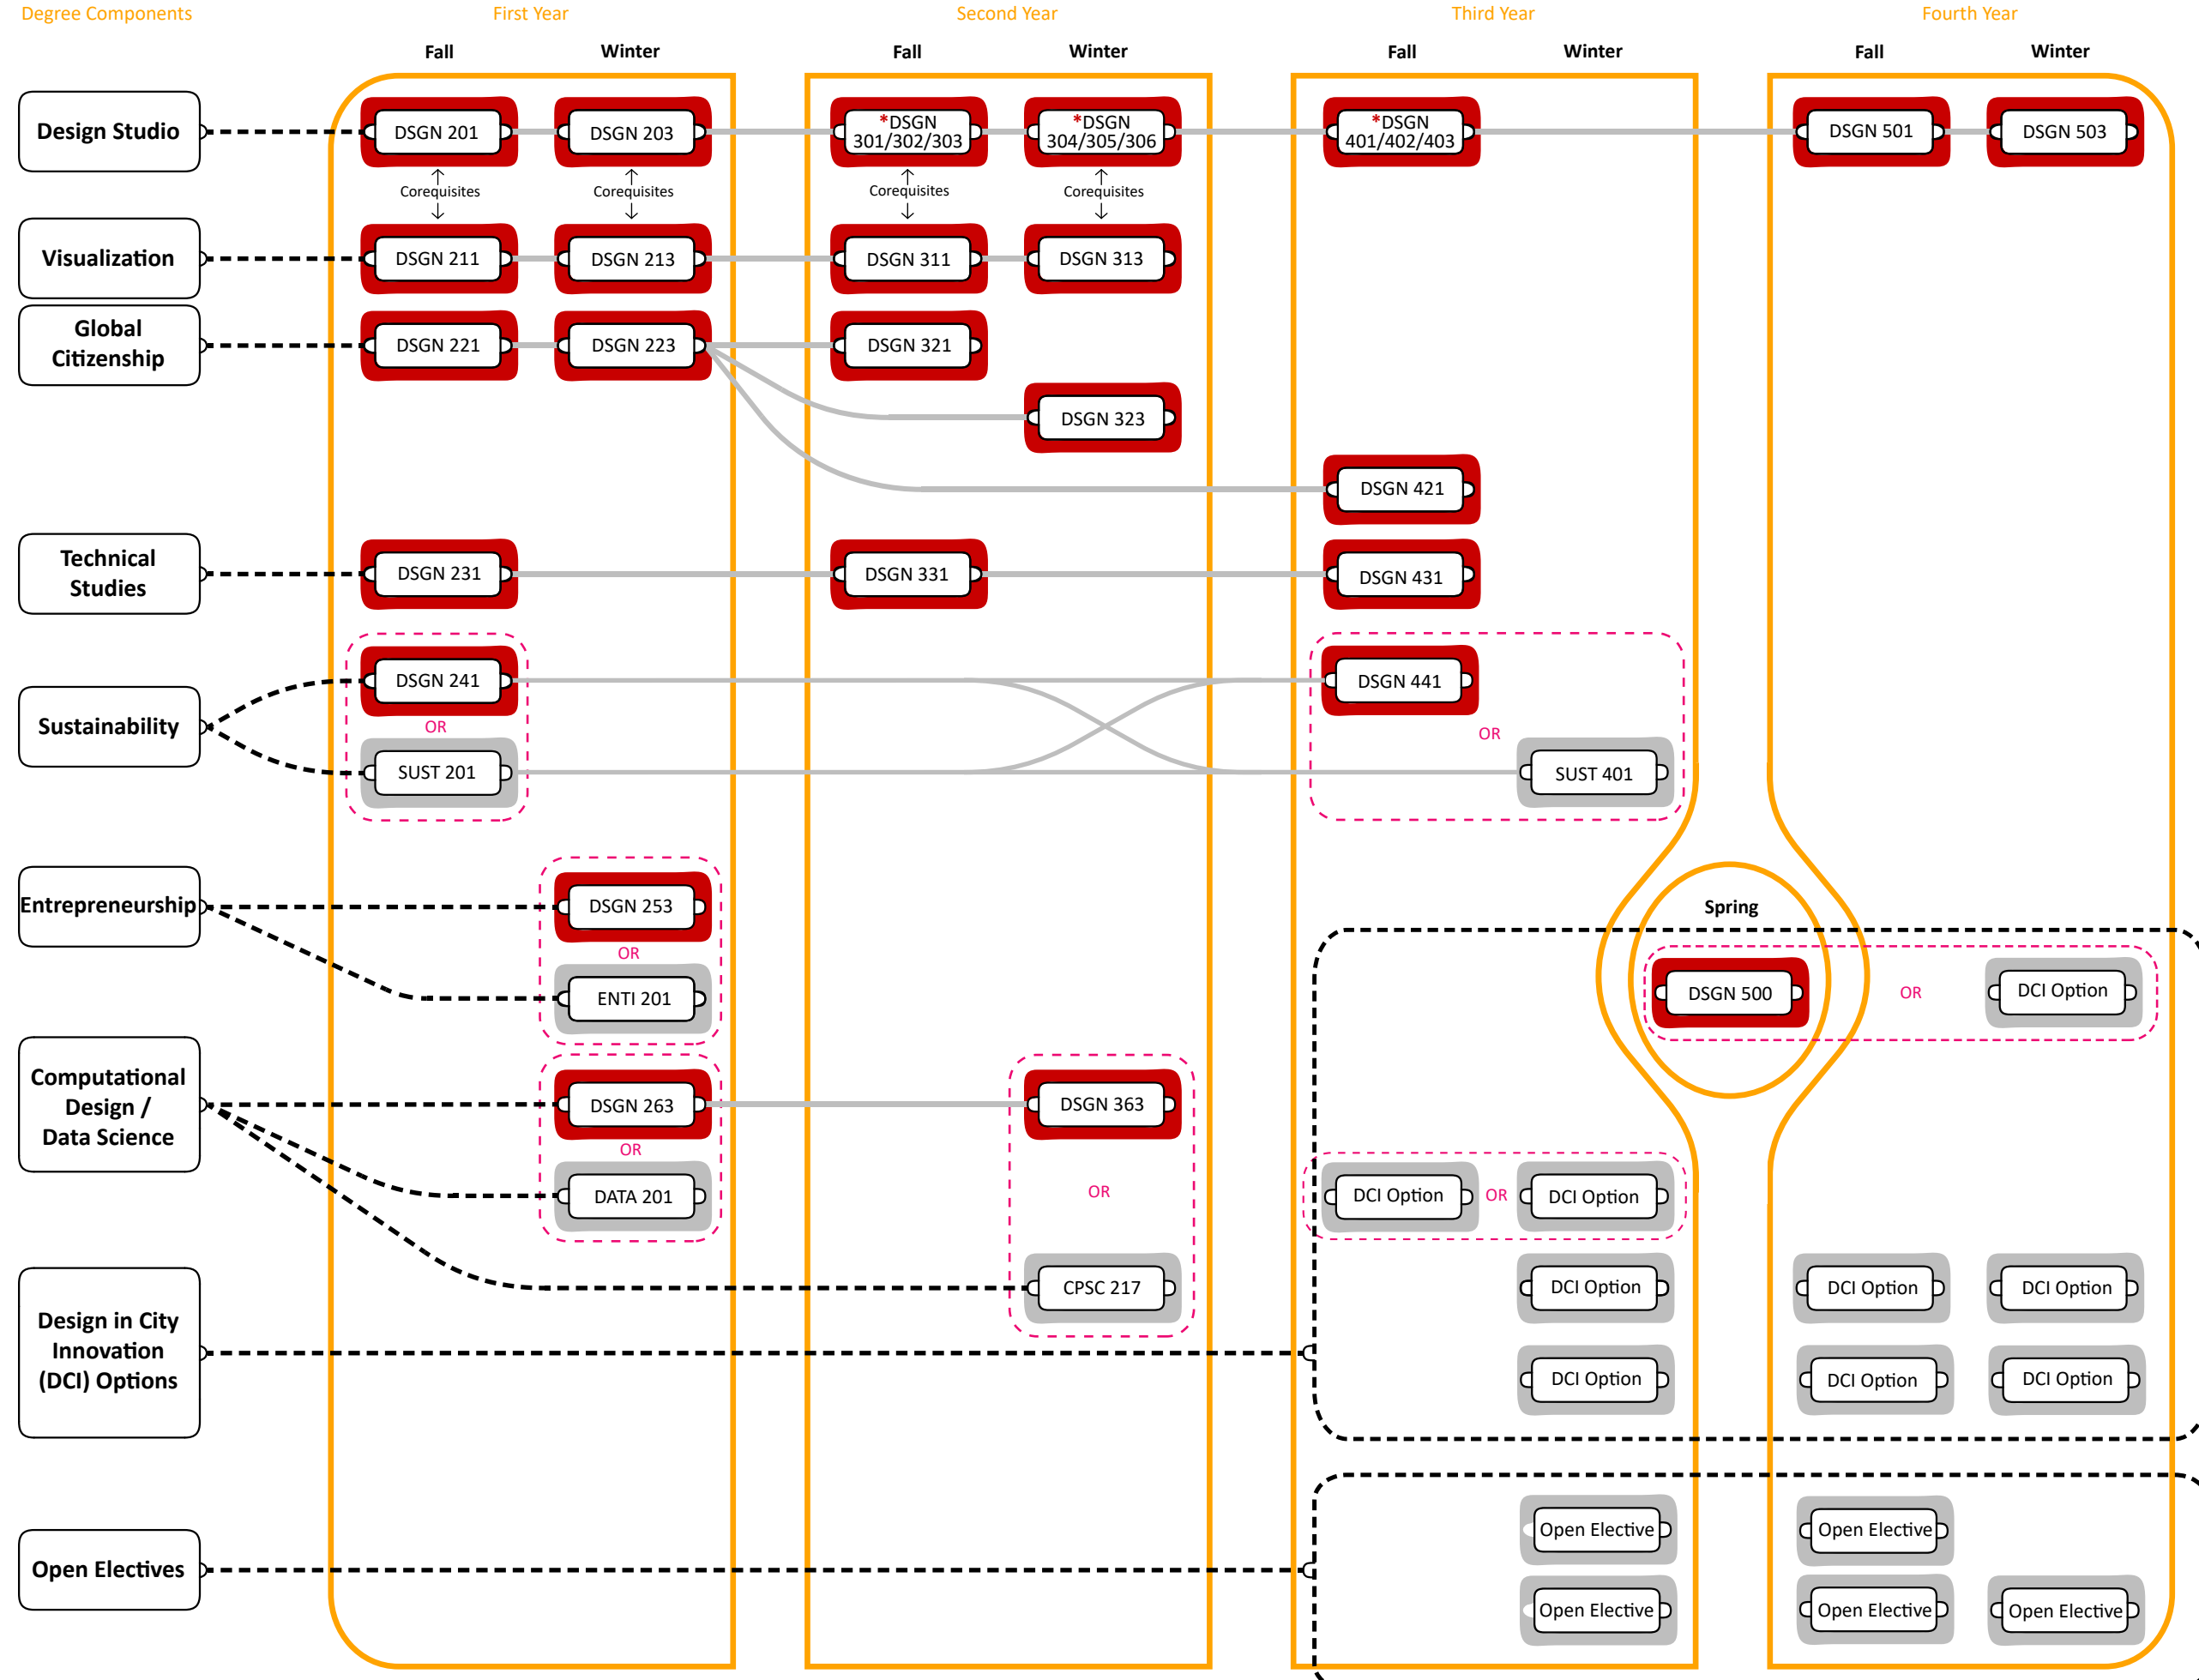 Degree Components
First Year
Second Year
Third Year
Fourth Year
Fall
Winter
Fall
Winter
Fall
Winter
Fall
Winter
Design Studio
DSGN 201
DSGN 203
*DSGN
301/302/303
*DSGN
304/305/306
*DSGN
401/402/403
DSGN 501
DSGN 503
Corequisites
Corequisites
Corequisites
Corequisites
Visualization
DSGN 211
DSGN 213
DSGN 311
DSGN 313
Global
Citizenship
DSGN 221
DSGN 223
DSGN 321
DSGN 323
DSGN 421
Technical
Studies
DSGN 231
DSGN 331
DSGN 431
Sustainability
DSGN 241
OR
SUST 201
DSGN 441
OR
SUST 401
Entrepreneurship
DSGN 253
OR
ENTI 201
Spring
DSGN 500
OR
DCI Option
Computational
Design /
Data Science
DSGN 263
OR
DATA 201
DSGN 363
OR
CPSC 217
DCI Option
OR
DCI Option
Design in City
Innovation
(DCI) Options
DCI Option
DCI Option
DCI Option
DCI Option
DCI Option
DCI Option
Open Electives
Open Elective
Open Elective
Open Elective
Open Elective
Open Elective